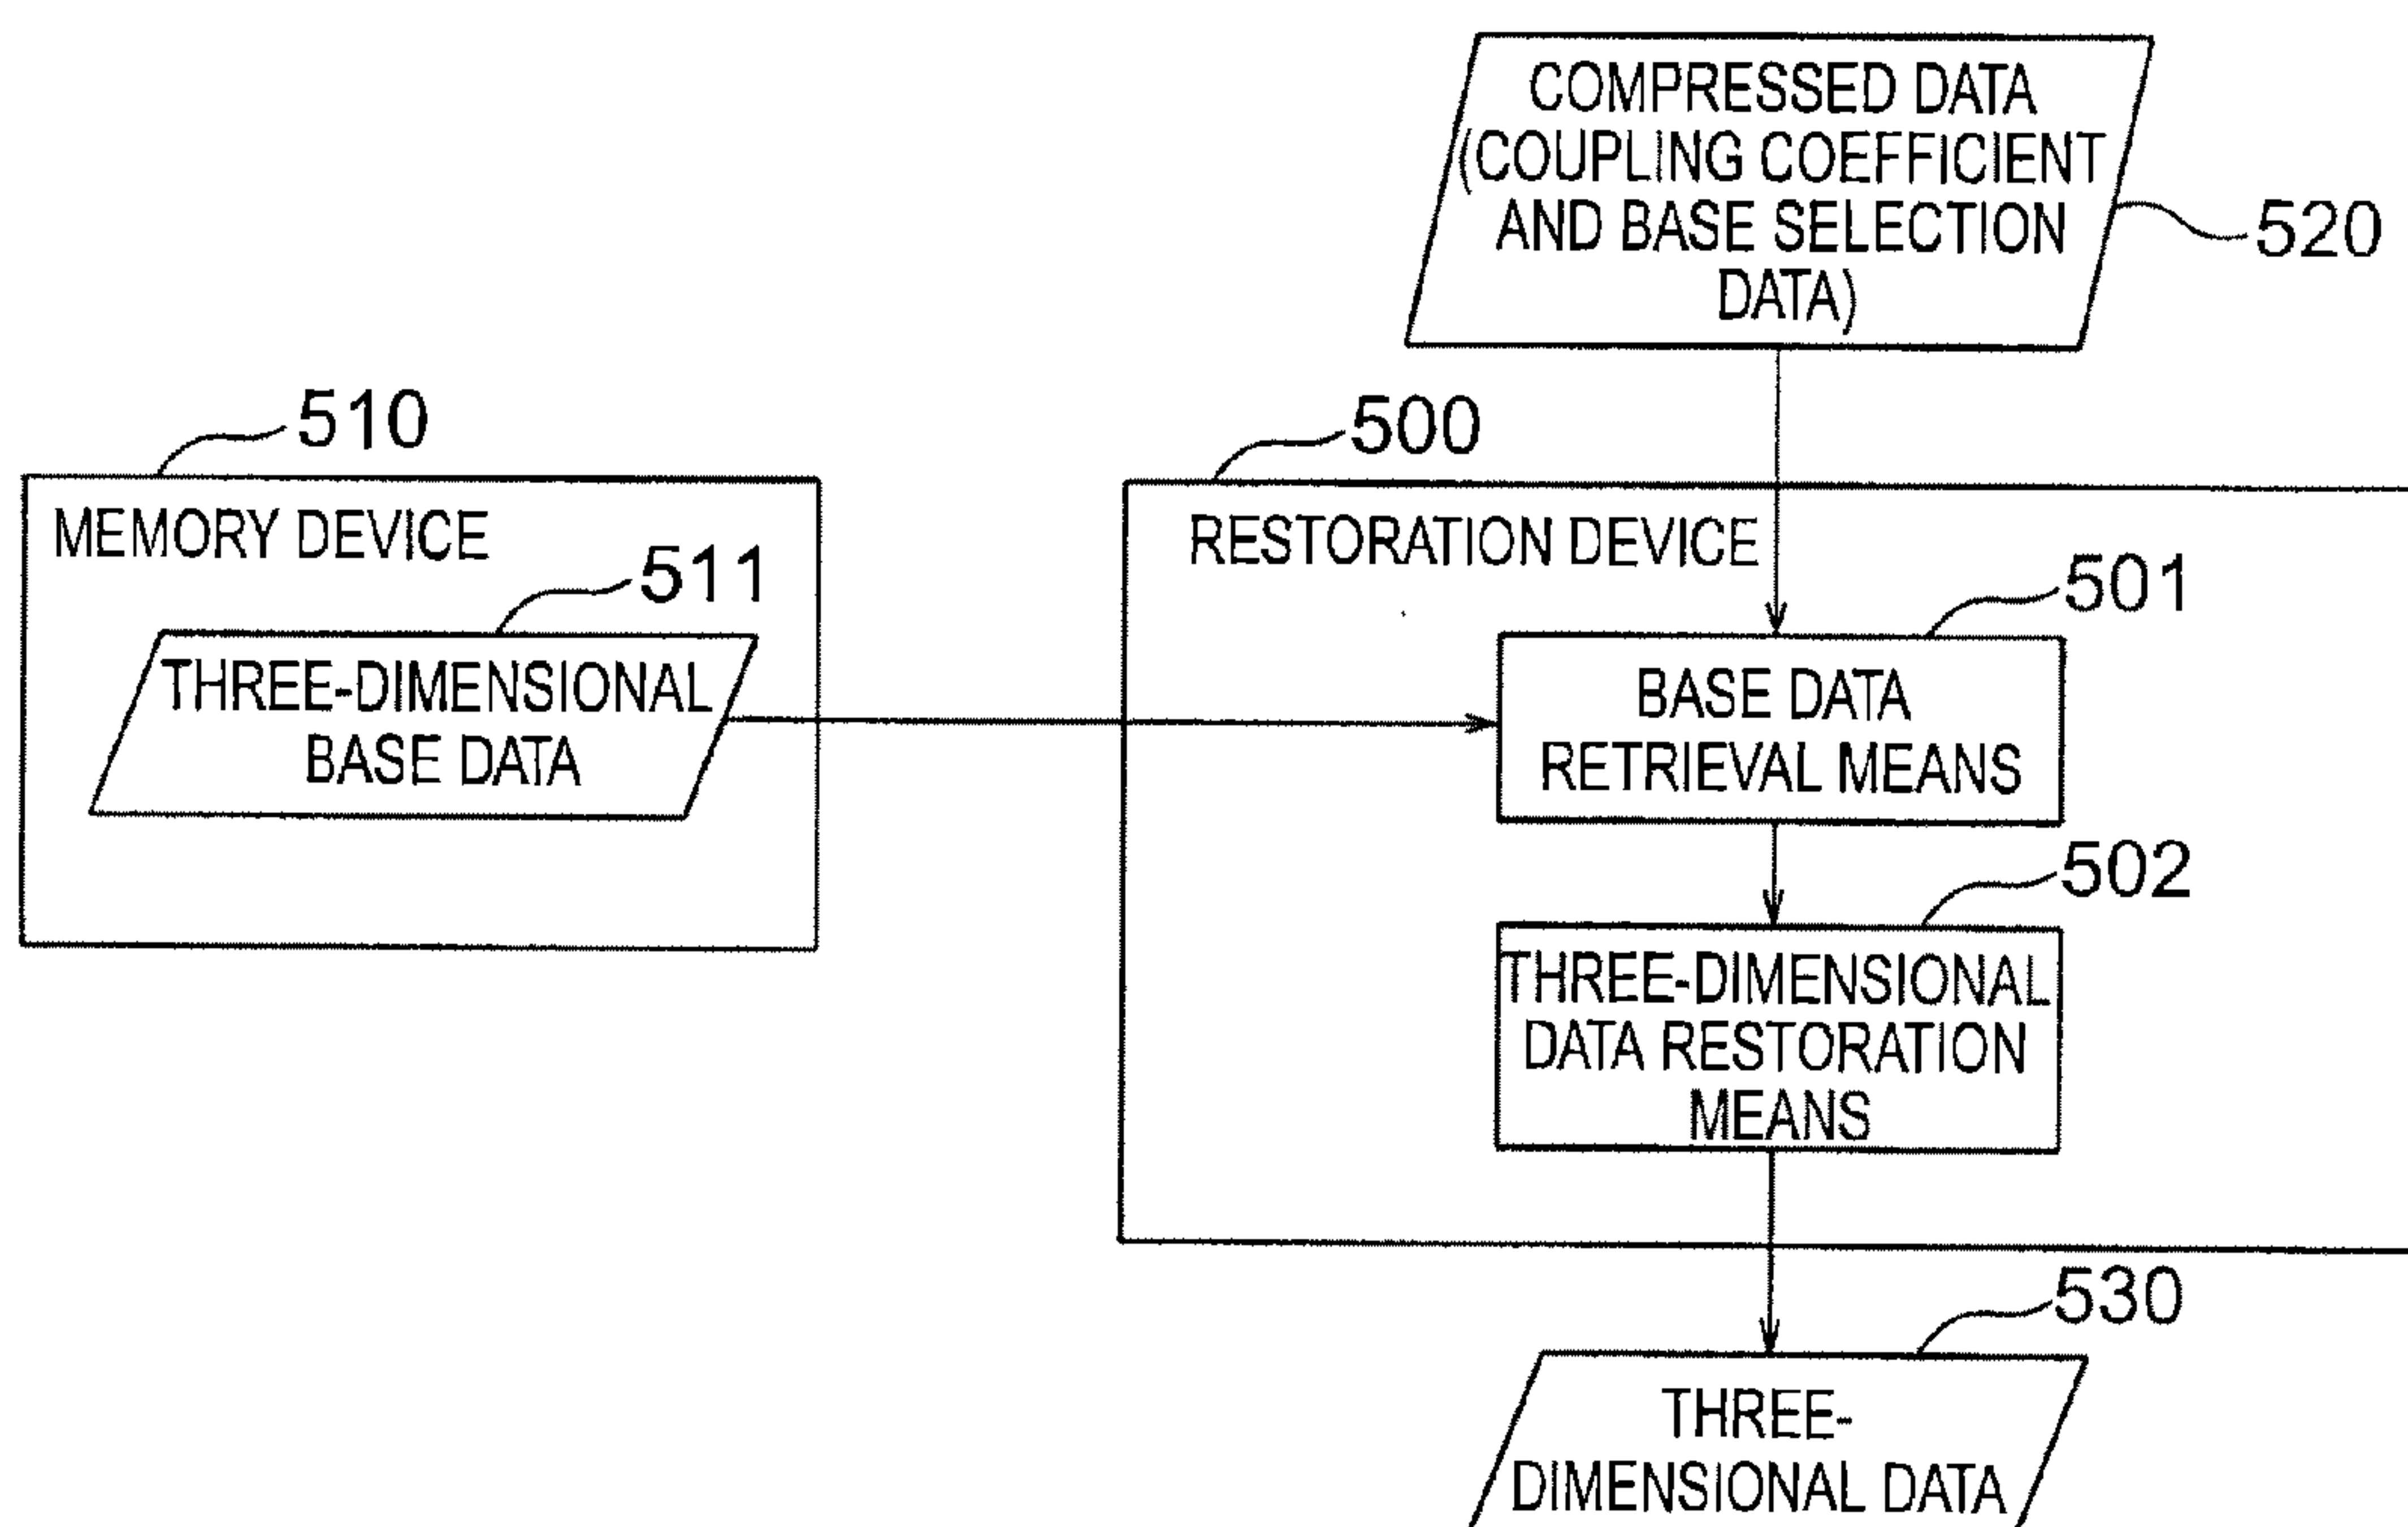 COMPRESSED DATA
(COUPLING COEFFICIENT
AND BASE SELECTION
DATA)
520
510
500
MEMORY DEVICE
RESTORATION DEVICE
511
501
THREE-DIMENSIONAL
BASE DATA
BASE DATA
RETRIEVAL MEANS
502
THREE-DIMENSIONAL
DATA RESTORATION
MEANS
530
THREE-
DIMENSIONAL DATA